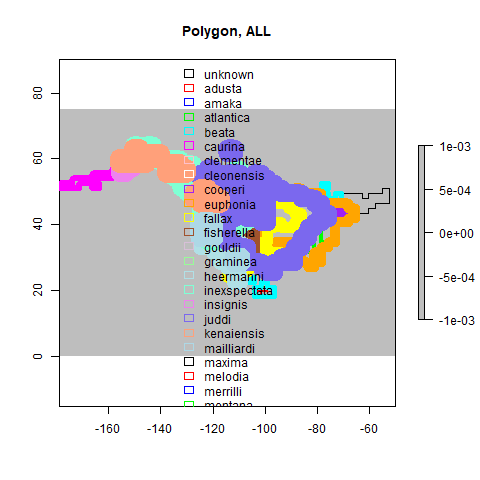 Polygon, ALL
unknown
adusta
amaka
atlantica
beata
caurina
clementae
cleonensis
cooperi
euphonia
fallax
fisherella
gouldii
graminea
heermanni
inexspectata
insignis
juddi
kenaiensis
mailliardi
maxima
melodia
merrilli
montana
80
60
40
20
0
-160
-140
-120
-100
-80
-60
1e-03
5e-04
0e+00
-5e-04
-1e-03